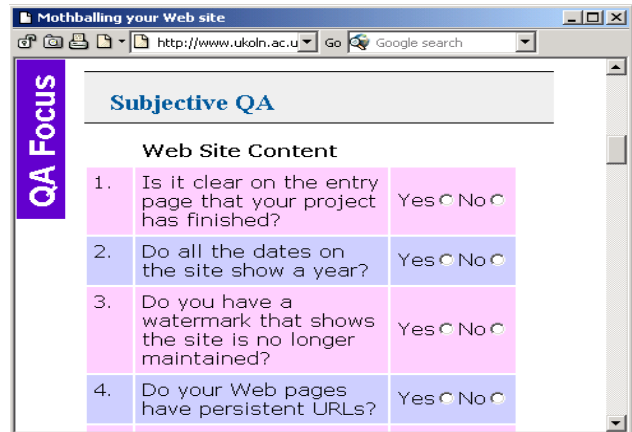 Mothballing your Web site
http://www.ukoln.ac.u Go Google search
QA Focus
Subjective QA
Web Site Content
1. Is it clear on the entry
page that your project
has finished?
Yes No
2. Do all the dates on
the site show a year?
Yes No
3. Do you have a
watermark that shows
the site is no longer
maintained?
Yes No
4. Do your Web pages
have persistent URLs?
Yes No